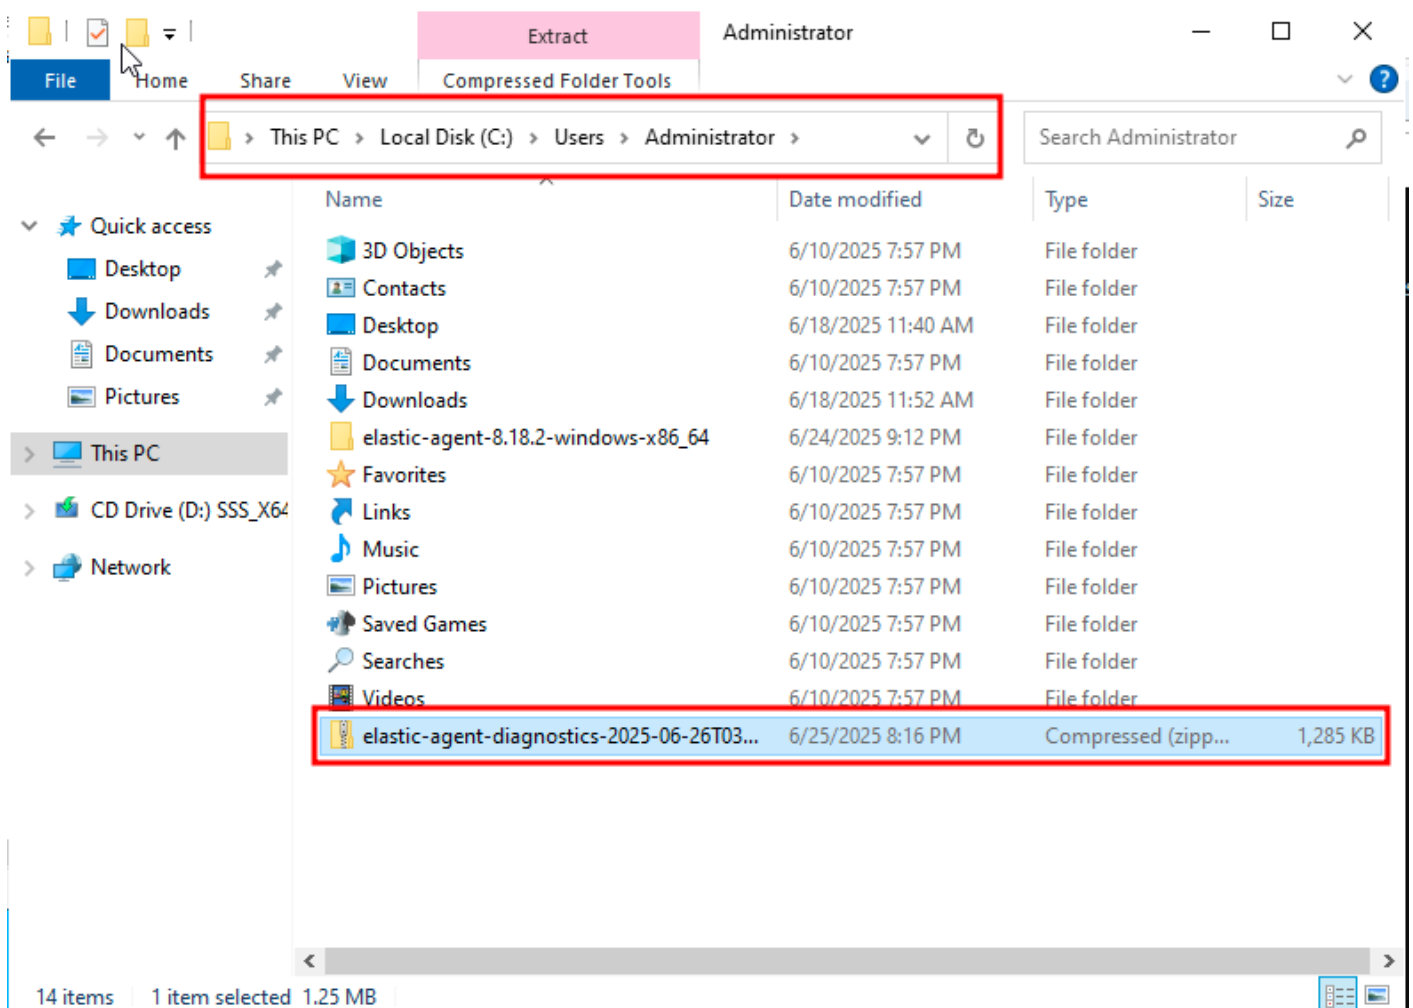 Extract
Administrator
File
Home
Share
View
Compressed Folder Tools
?
This PC > Local Disk (C:) > Users > Administrator >
Search Administrator
Name
Date modified
Type
Size
Quick access
Desktop
Downloads
Documents
Pictures
This PC
CD Drive (D:) SSS_X64
Network
3D Objects 6/10/2025 7:57 PM File folder
Contacts 6/10/2025 7:57 PM File folder
Desktop 6/18/2025 11:40 AM File folder
Documents 6/10/2025 7:57 PM File folder
Downloads 6/18/2025 11:52 AM File folder
elastic-agent-8.18.2-windows-x86_64 6/24/2025 9:12 PM File folder
Favorites 6/10/2025 7:57 PM File folder
Links 6/10/2025 7:57 PM File folder
Music 6/10/2025 7:57 PM File folder
Pictures 6/10/2025 7:57 PM File folder
Saved Games 6/10/2025 7:57 PM File folder
Searches 6/10/2025 7:57 PM File folder
Videos 6/10/2025 7:57 PM File folder
elastic-agent-diagnostics-2025-06-26T03... 6/25/2025 8:16 PM Compressed (zipp... 1,285 KB
14 items 1 item selected 1.25 MB